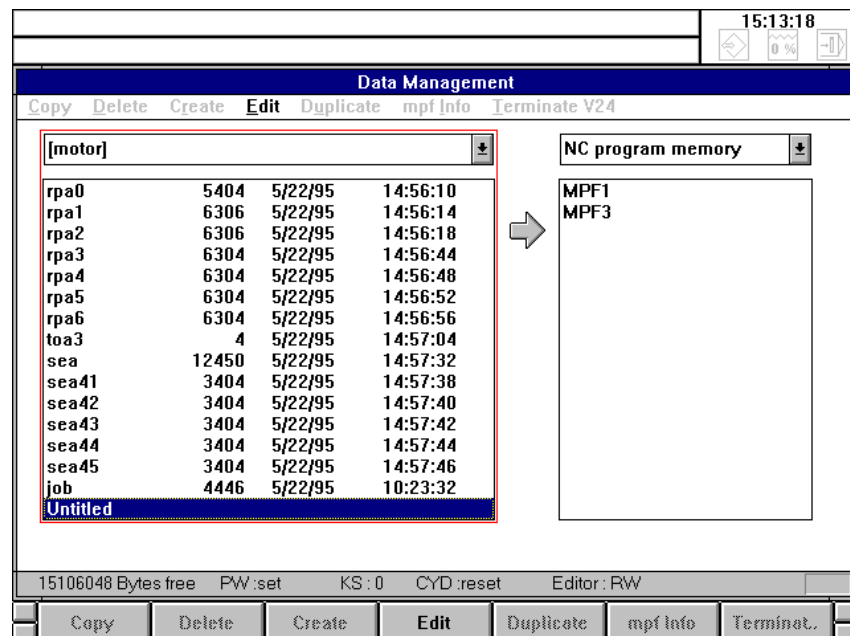 15:13:18
0 %
Data Management
Copy Delete Create Edit Duplicate mpf Info Terminate V24
[motor] NC program memory
rpa0 5404 5/22/95 14:56:10 MPF1
rpa1 6306 5/22/95 14:56:14 MPF3
rpa2 6306 5/22/95 14:56:18
rpa3 6304 5/22/95 14:56:44
rpa4 6304 5/22/95 14:56:48
rpa5 6304 5/22/95 14:56:52
rpa6 6304 5/22/95 14:56:56
toa3 4 5/22/95 14:57:04
sea 12450 5/22/95 14:57:32
sea41 3404 5/22/95 14:57:38
sea42 3404 5/22/95 14:57:40
sea43 3404 5/22/95 14:57:42
sea44 3404 5/22/95 14:57:44
sea45 3404 5/22/95 14:57:46
job 4446 5/22/95 10:23:32
Untitled
15106048 Bytes free PW :set KS : 0 CYD :reset Editor : RW
Copy Delete Create Edit Duplicate mpf Info Terminat..